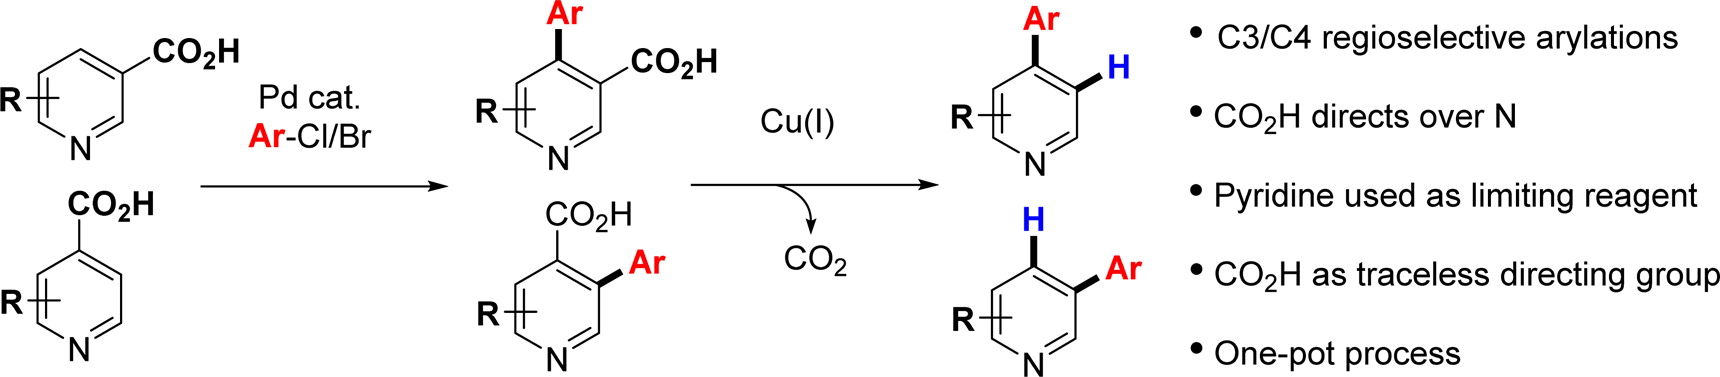 CO₂H
R
N
Pd cat.
Ar-Cl/Br
CO₂H
R
N
Ar
CO₂H
R
N
CO₂H
Ar
R
N
Cu(I)
CO₂
Ar
H
R
N
H
Ar
R
N
• C3/C4 regioselective arylations
• CO₂H directs over N
• Pyridine used as limiting reagent
• CO₂H as traceless directing group
• One-pot process